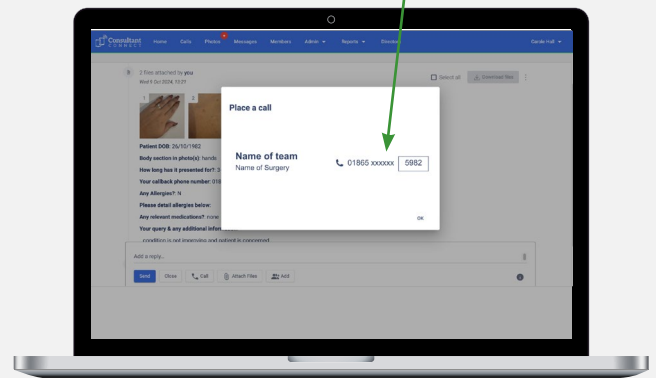 Consultant
CONNECT
Home Calls Photos Messages Members Admin Reports Directory Carole Hall
2 files attached by you
Wed 9 Oct 2024, 10:21
Select all Download files
1 2
Place a call
Name of team
Name of Surgery
01865 xxxxxx 5982
OK
Patient DOB: 26/10/1982
Body section in photo(s): hands
How long has it presented for?:
Your callback phone number: 018
Any Allergies?: N
Please detail allergies below:
Any relevant medications?: none
Your query & any additional infor
condition is not improving and patient is concerned
Add a reply...
Send Close Call Attach Files Add